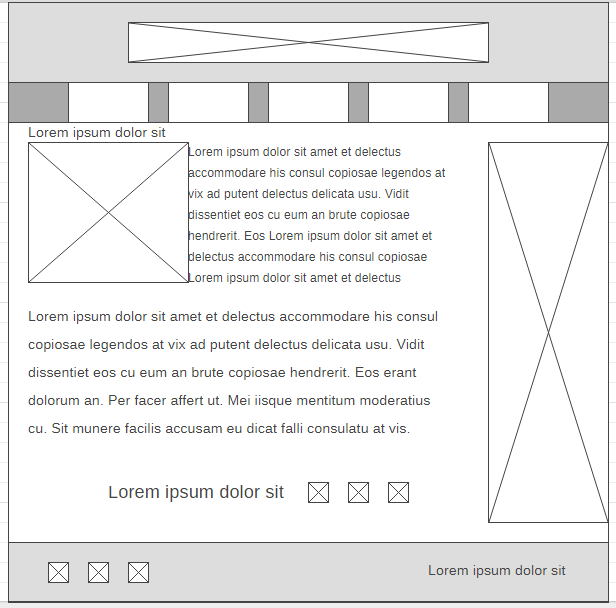 Lorem ipsum dolor sit
Lorem ipsum dolor sit amet et delectus
accommodare his consul copiosae legendos at
vix ad putent delectus delicata usu. Vidit
dissentiet eos cu eum an brute copiosae
hendrerit. Eos Lorem ipsum dolor sit amet et
delectus accommodare his consul copiosae
Lorem ipsum dolor sit amet et delectus
Lorem ipsum dolor sit amet et delectus accommodare his consul
copiosae legendos at vix ad putent delectus delicata usu. Vidit
dissentiet eos cu eum an brute copiosae hendrerit. Eos erant
dolorum an. Per facer affert ut. Mei iisque mentitum moderatius
cu. Sit munere facilis accusam eu dicat falli consulatu at vis.
Lorem ipsum dolor sit
Lorem ipsum dolor sit